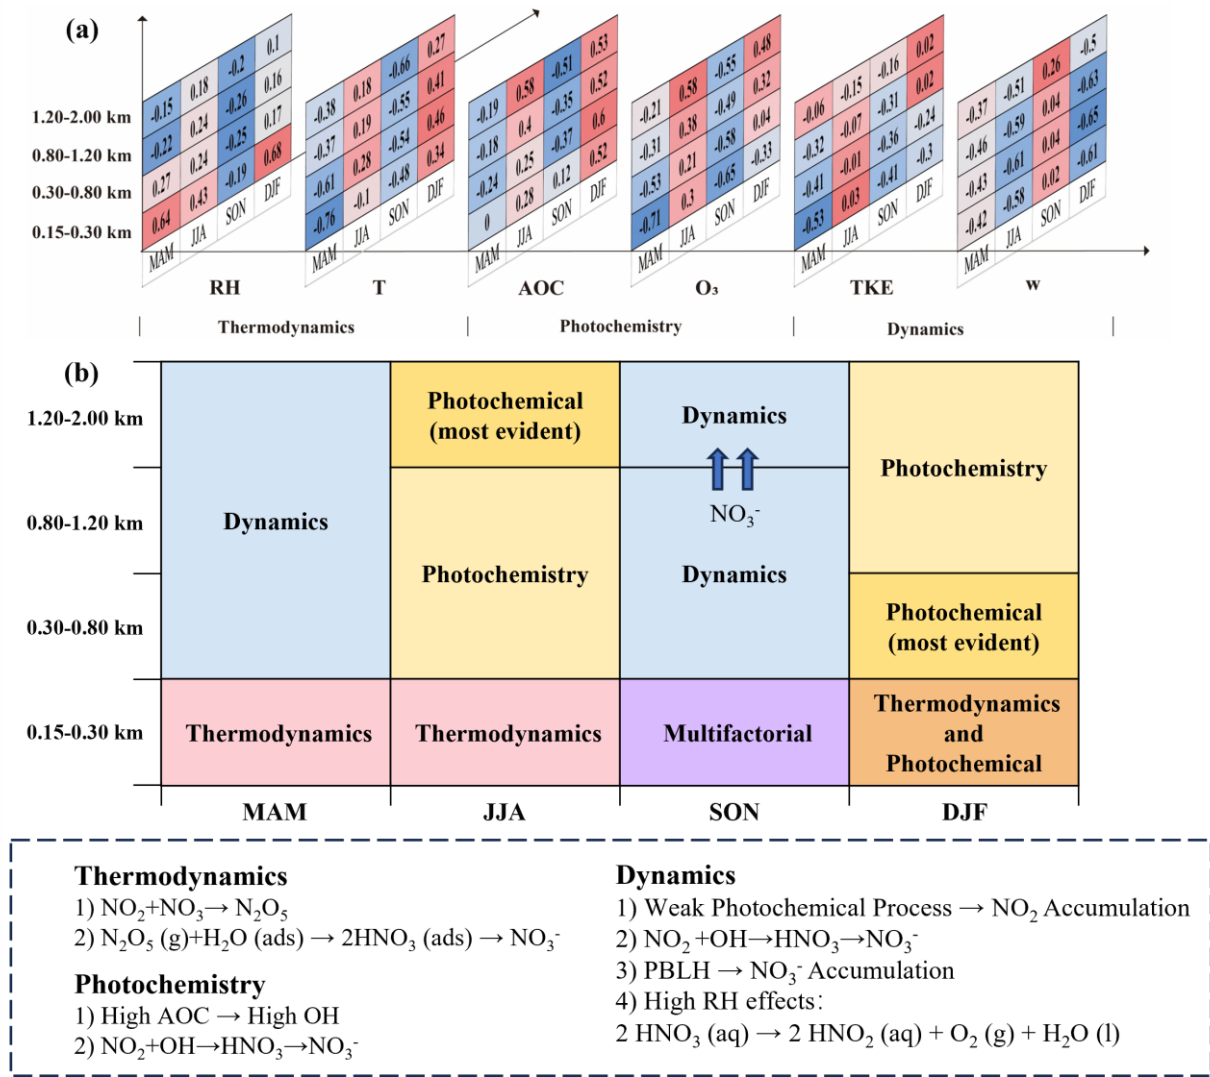 (a)
1.20-2.00 km
0.80-1.20 km
0.30-0.80 km
0.15-0.30 km
-0.15 0.18 -0.2 0.1
-0.22 0.24 -0.26 0.16
0.27 0.24 -0.25 0.17
0.64 0.43 -0.19 0.68
MAM JJA SON DJF
RH
-0.38 0.18 -0.66 0.27
-0.37 0.19 -0.55 0.41
-0.61 0.28 -0.54 0.46
-0.76 -0.1 -0.48 0.34
MAM JJA SON DJF
T
-0.19 0.58 -0.51 0.53
-0.18 0.4 -0.35 0.52
-0.24 0.25 -0.37 0.6
0 0.28 0.12 0.52
MAM JJA SON DJF
AOC
-0.21 0.58 -0.55 0.48
-0.31 0.38 -0.49 0.32
-0.53 0.21 -0.58 0.04
-0.71 0.3 -0.65 -0.33
MAM JJA SON DJF
O₃
-0.06 -0.15 -0.16 0.02
-0.32 -0.07 -0.31 0.02
-0.41 -0.01 -0.36 -0.24
-0.53 0.03 -0.41 -0.3
MAM JJA SON DJF
TKE
-0.37 -0.51 0.26 -0.5
-0.46 -0.59 0.04 -0.63
-0.43 -0.61 0.04 -0.65
-0.42 -0.58 0.02 -0.61
MAM JJA SON DJF
w
Thermodynamics
Photochemistry
Dynamics
(b)
1.20-2.00 km
0.80-1.20 km
0.30-0.80 km
0.15-0.30 km
Dynamics
Thermodynamics
Photochemical
(most evident)
Photochemistry
Thermodynamics
Dynamics
NO₃⁻
Dynamics
Multifactorial
Photochemistry
Photochemical
(most evident)
Thermodynamics
and
Photochemical
MAM JJA SON DJF
Thermodynamics
1) NO₂+NO₃→ N₂O₅
2) N₂O₅ (g)+H₂O (ads) → 2HNO₃ (ads) → NO₃⁻
Photochemistry
1) High AOC → High OH
2) NO₂+OH→HNO₃→NO₃⁻
Dynamics
1) Weak Photochemical Process → NO₂ Accumulation
2) NO₂ +OH→HNO₃→NO₃⁻
3) PBLH → NO₃⁻ Accumulation
4) High RH effects:
2 HNO₃ (aq) → 2 HNO₂ (aq) + O₂ (g) + H₂O (l)